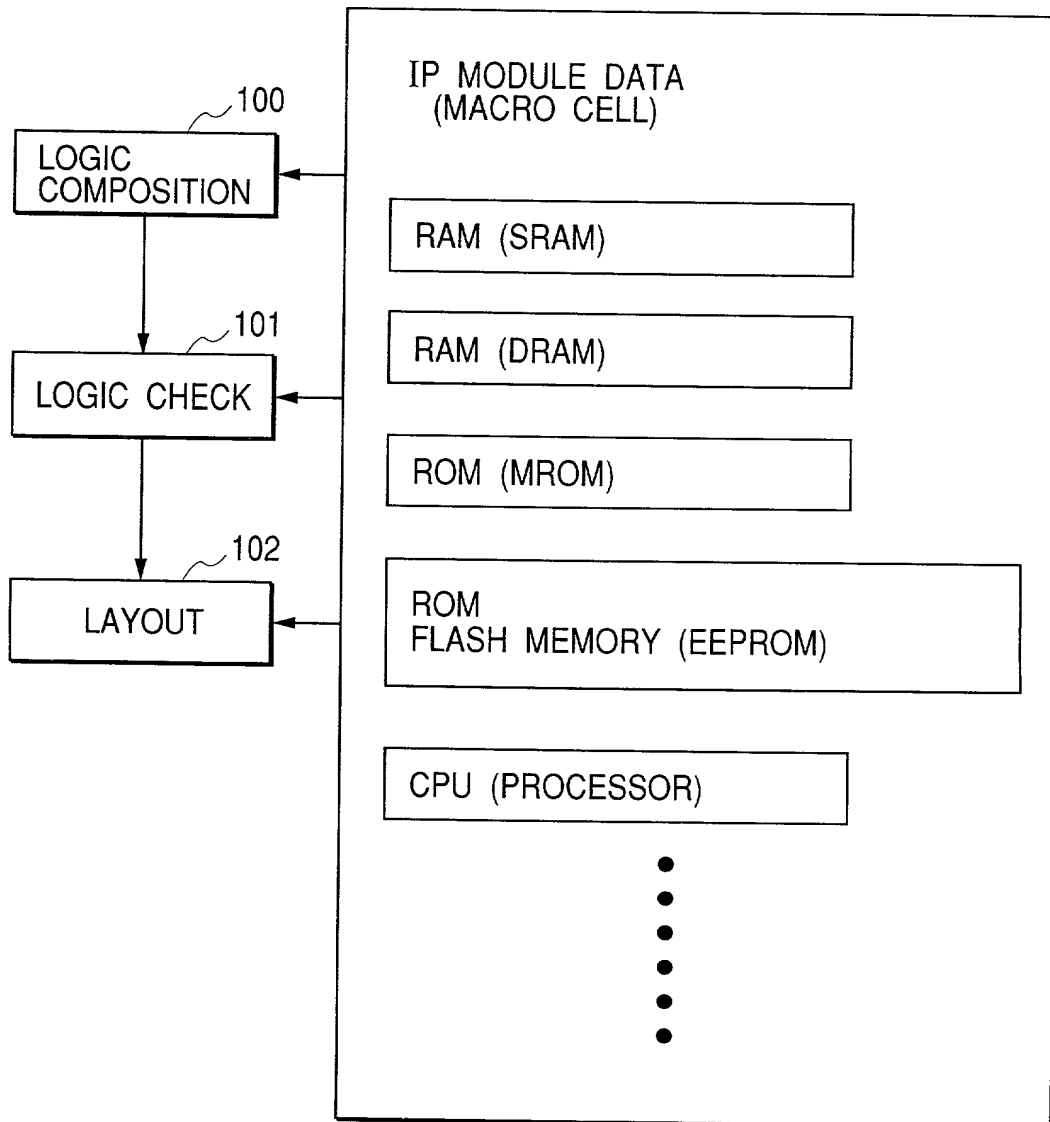 IP MODULE DATA
(MACRO CELL)
100
LOGIC
COMPOSITION
RAM (SRAM)
101
LOGIC CHECK
RAM (DRAM)
ROM (MROM)
102
LAYOUT
ROM
FLASH MEMORY (EEPROM)
CPU (PROCESSOR)